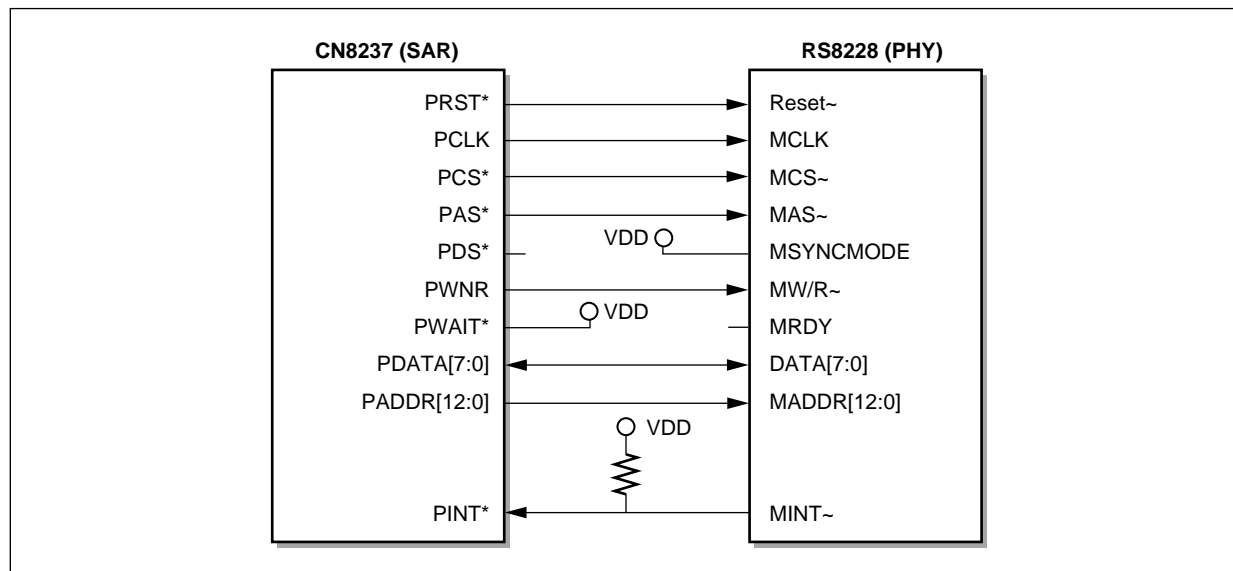 CN8237 (SAR) RS8228 (PHY)
PRST* Reset~
PCLK MCLK
PCS* MCS~
PAS* MAS~
VDD
PDS* MSYNCMODE
PWNR MW/R~
VDD
PWAIT* MRDY
PDATA[7:0] DATA[7:0]
PADDR[12:0] MADDR[12:0]
VDD
PINT* MINT~